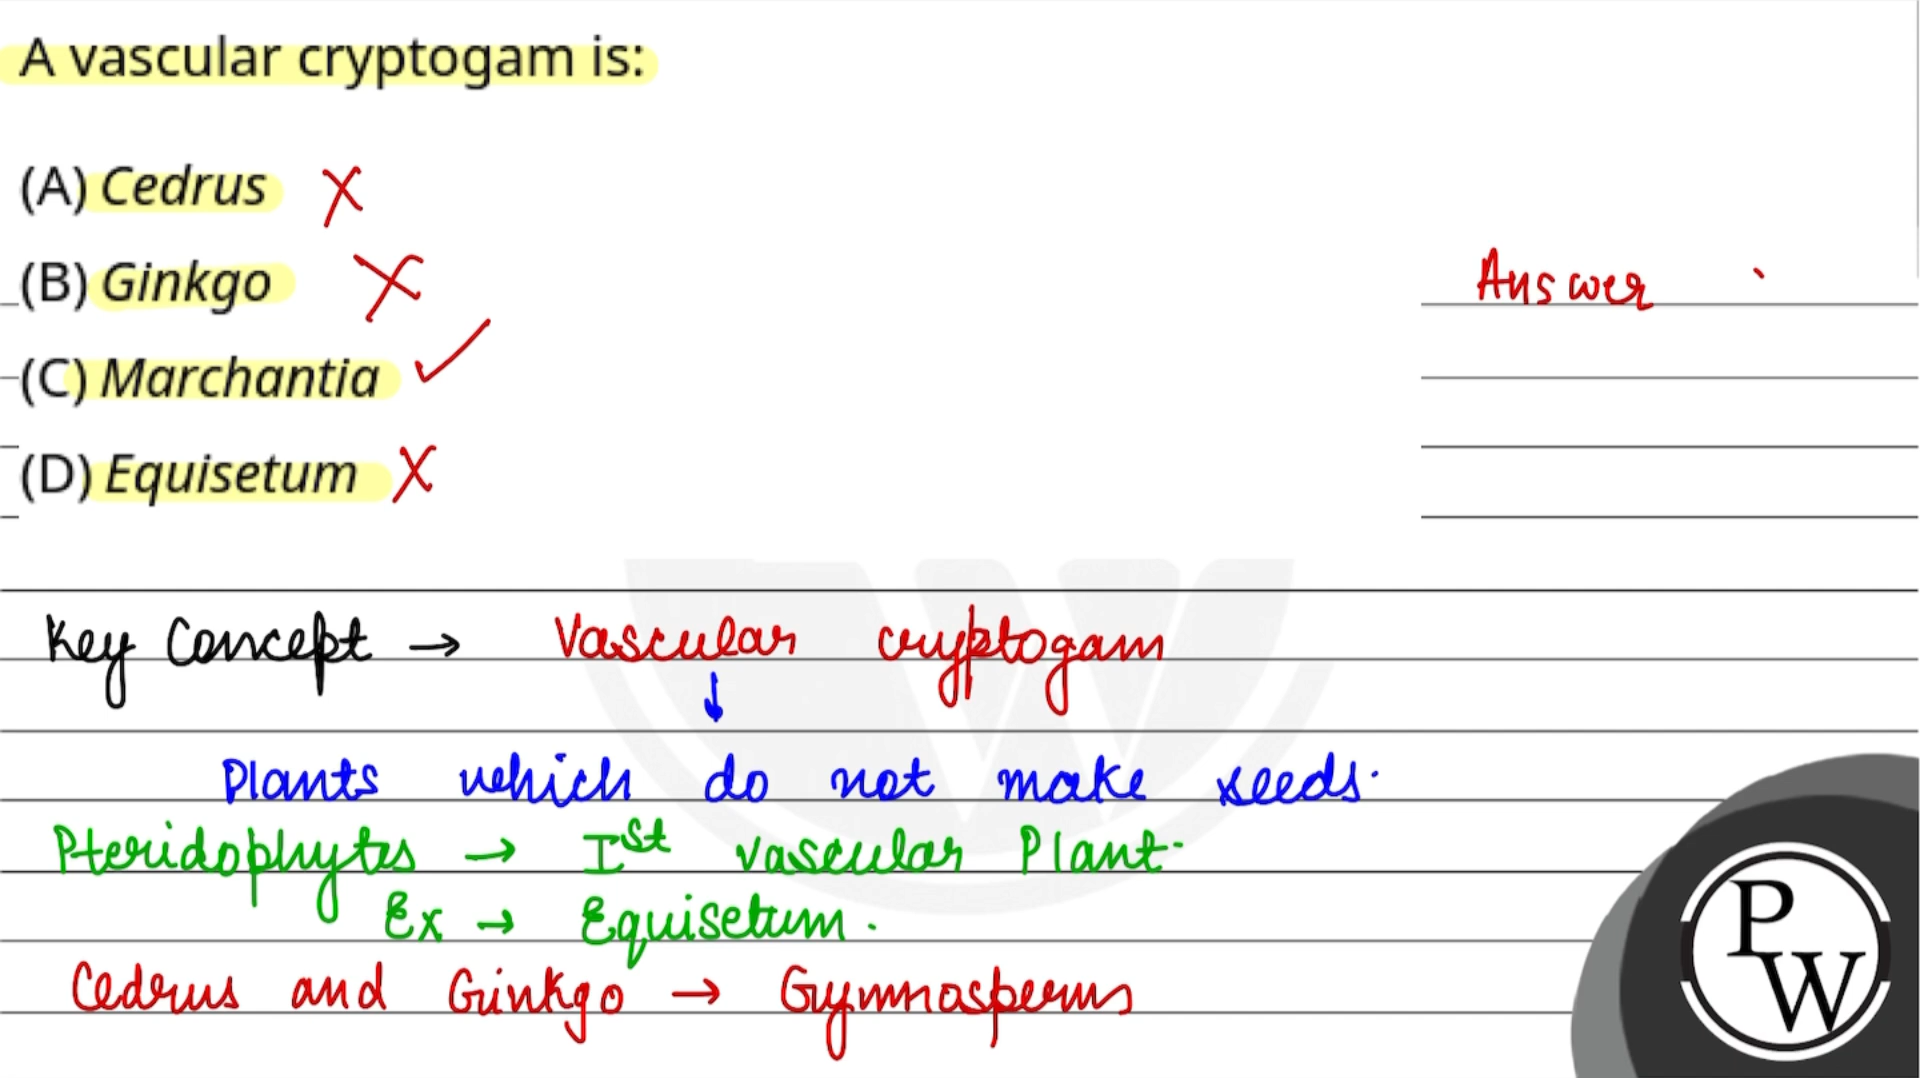 A vascular cryptogam is:
(A) Cedrus X
(B) Ginkgo X
Answer
(C) Marchantia ✓
(D) Equisetum X
Key Concept → Vascular cryptogam
↓
Plants which do not make seeds.
Pteridophytes → Ist vascular Plant.
Ex → Equisetum.
Cedrus and Ginkgo → Gymnosperms
P
W